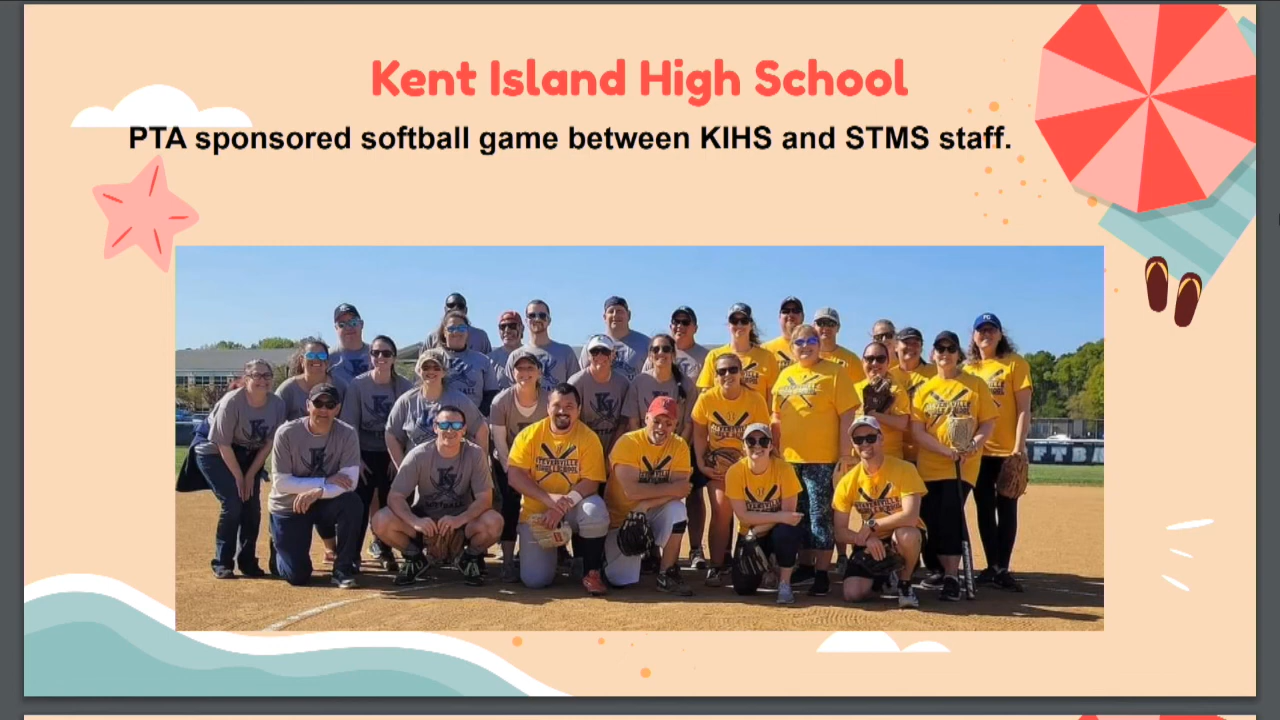 Kent Island High School
PTA sponsored softball game between KIHS and STMS staff.